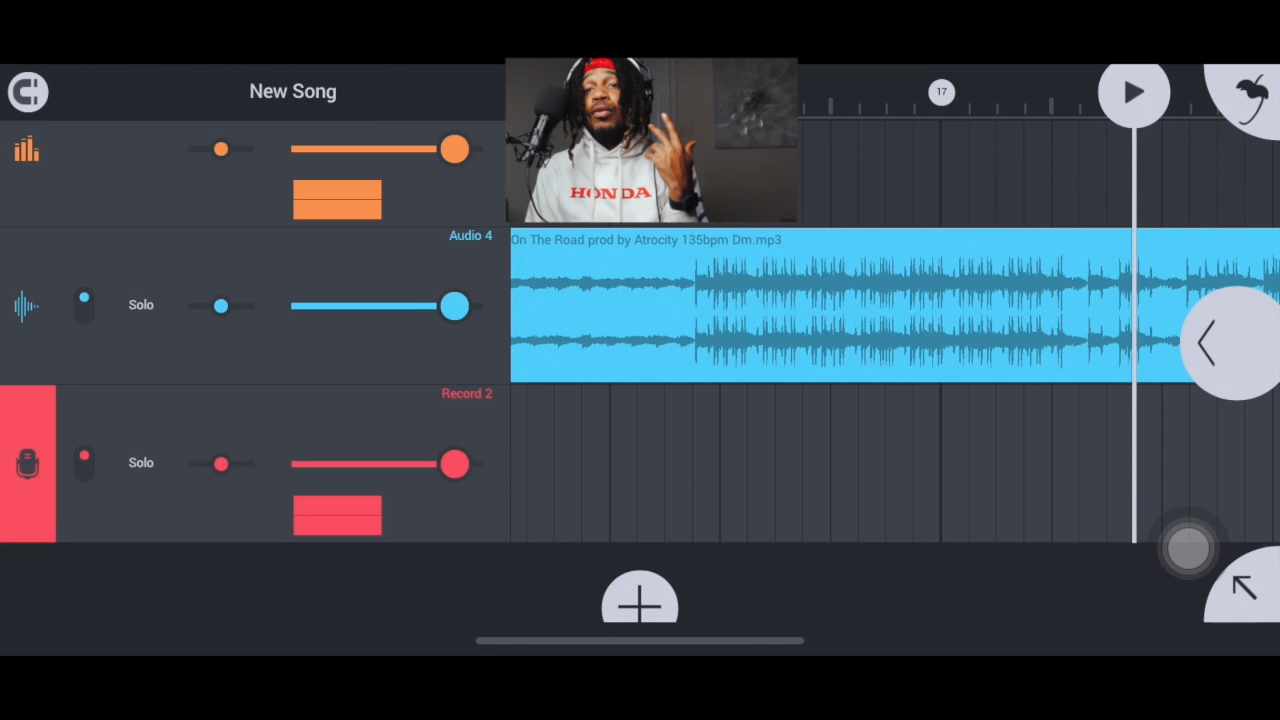 New Song
17
HONDA
Audio 4
On The Road prod by Atrocity 135bpm Dm.mp3
Solo
Record 2
Solo